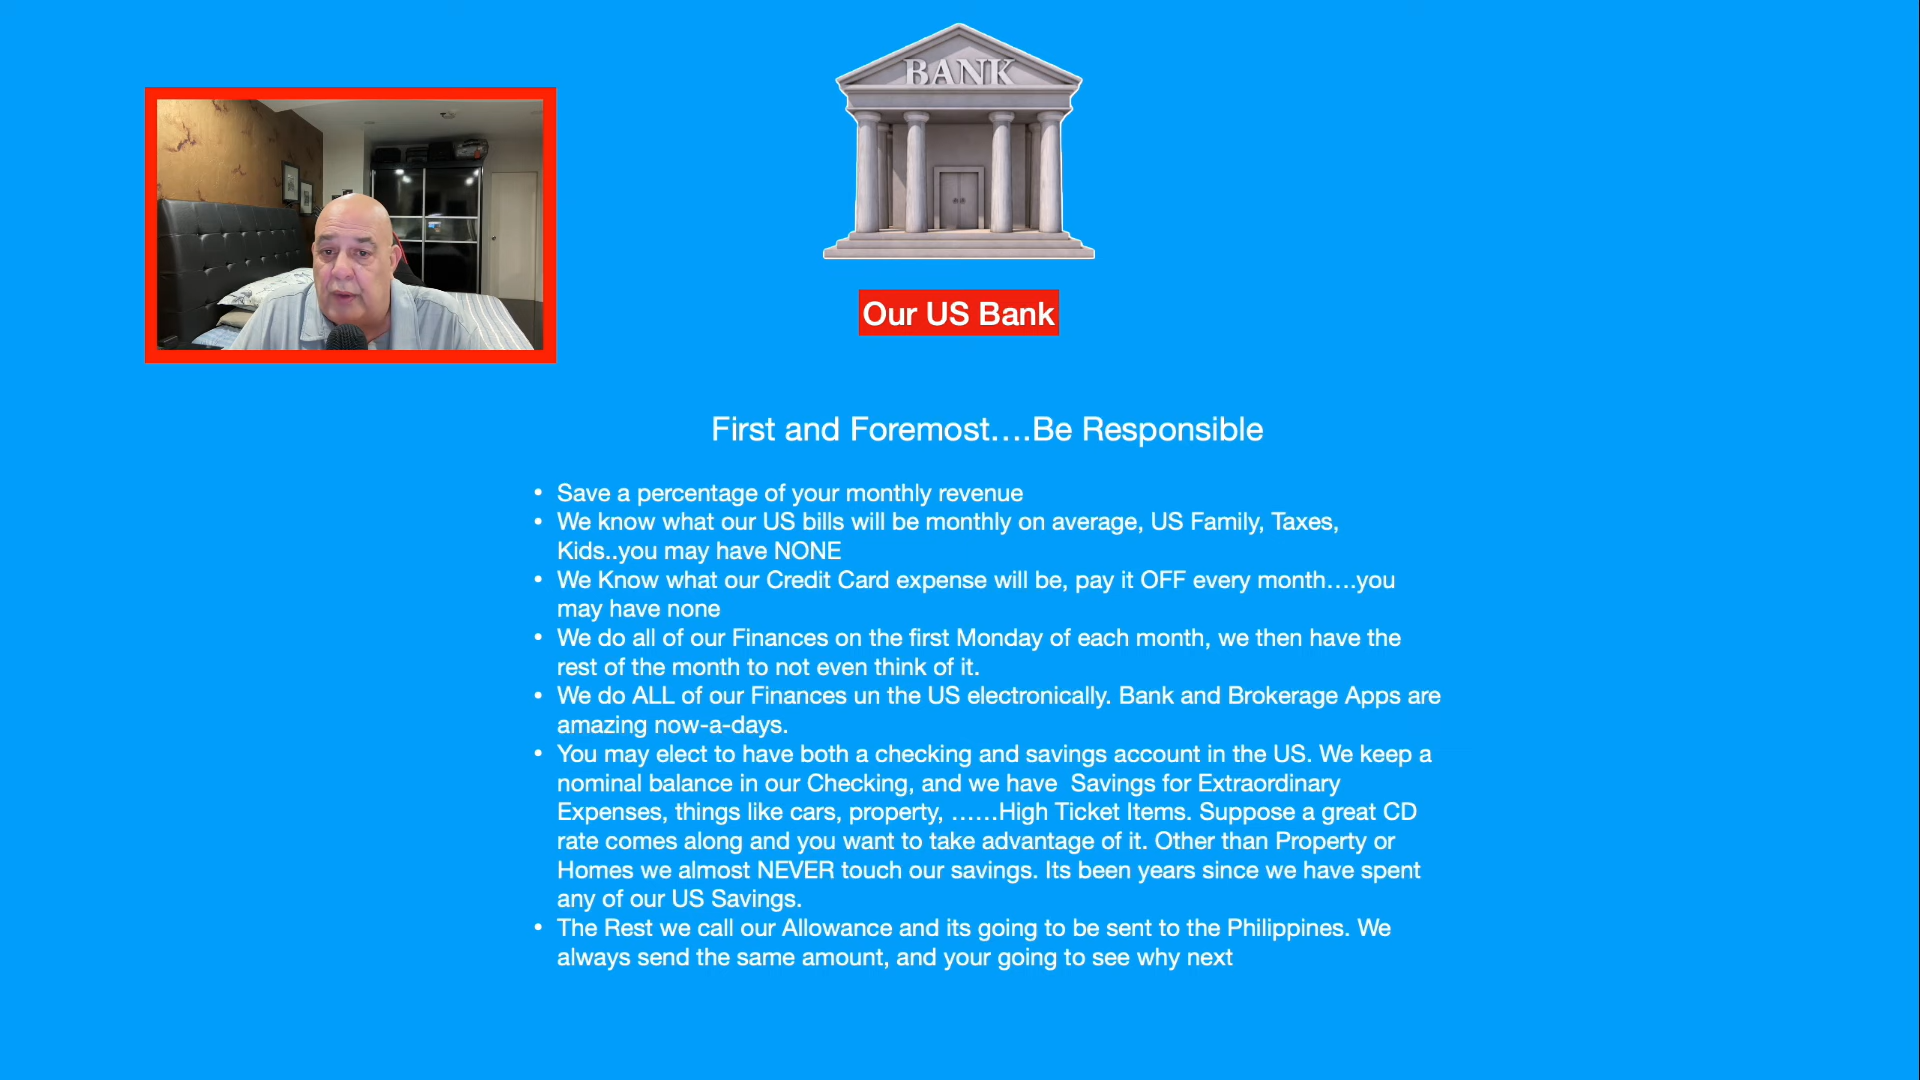 BANK
Our US Bank
First and Foremost....Be Responsible
• Save a percentage of your monthly revenue
• We know what our US bills will be monthly on average, US Family, Taxes,
Kids..you may have NONE
• We Know what our Credit Card expense will be, pay it OFF every month....you
may have none
• We do all of our Finances on the first Monday of each month, we then have the
rest of the month to not even think of it.
• We do ALL of our Finances un the US electronically. Bank and Brokerage Apps are
amazing now-a-days.
• You may elect to have both a checking and savings account in the US. We keep a
nominal balance in our Checking, and we have  Savings for Extraordinary
Expenses, things like cars, property, ......High Ticket Items. Suppose a great CD
rate comes along and you want to take advantage of it. Other than Property or
Homes we almost NEVER touch our savings. Its been years since we have spent
any of our US Savings.
• The Rest we call our Allowance and its going to be sent to the Philippines. We
always send the same amount, and your going to see why next